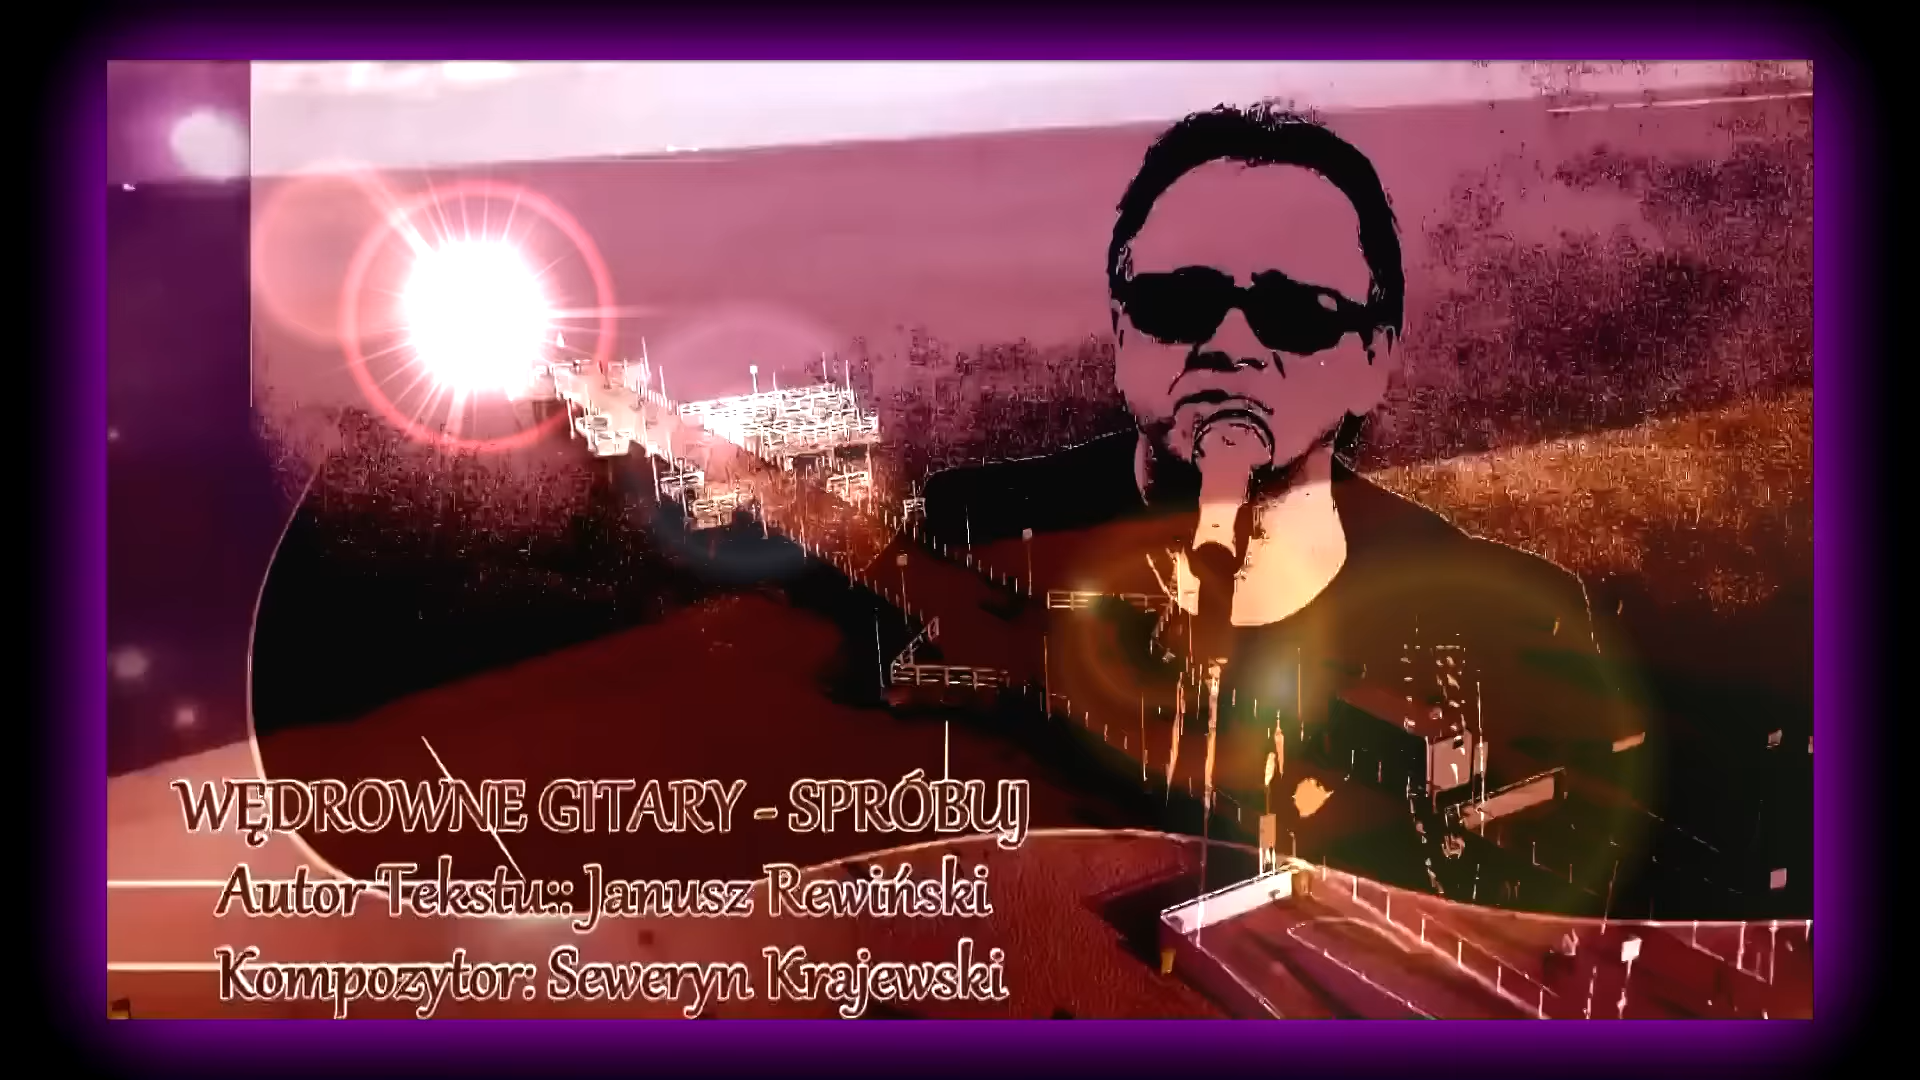 WĘDROWNE GITARY - SPRÓBUJ
Autor Tekstu:: Janusz Rewiński
Kompozytor: Seweryn Krajewski